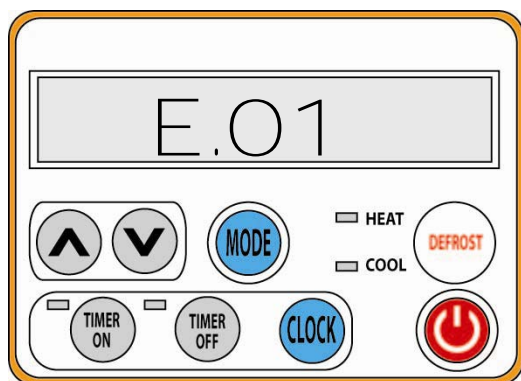 E.01
MODE
HEAT
COOL
DEFROST
TIMER
ON
TIMER
OFF
CLOCK